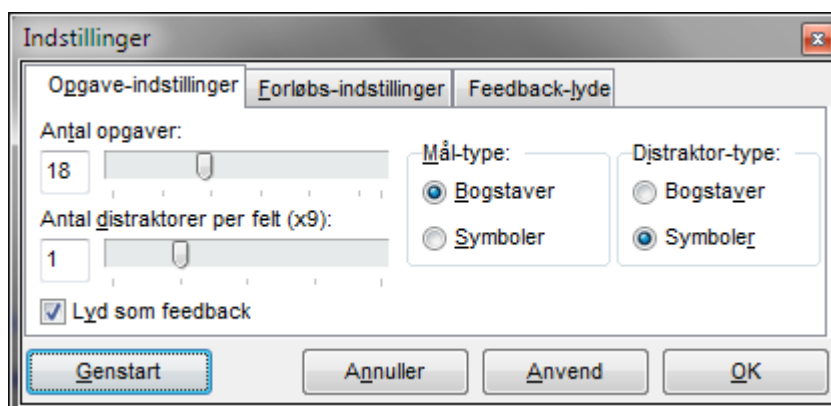 Indstillinger
Opgave-indstillinger Forløbs-indstillinger Feedback-lyde
Antal opgaver:
18
Antal distraktorer per felt (x9):
1
Lyd som feedback
Mål-type:
Bogstaver
Symboler
Distraktor-type:
Bogstaver
Symboler
Genstart Annuller Anvend OK